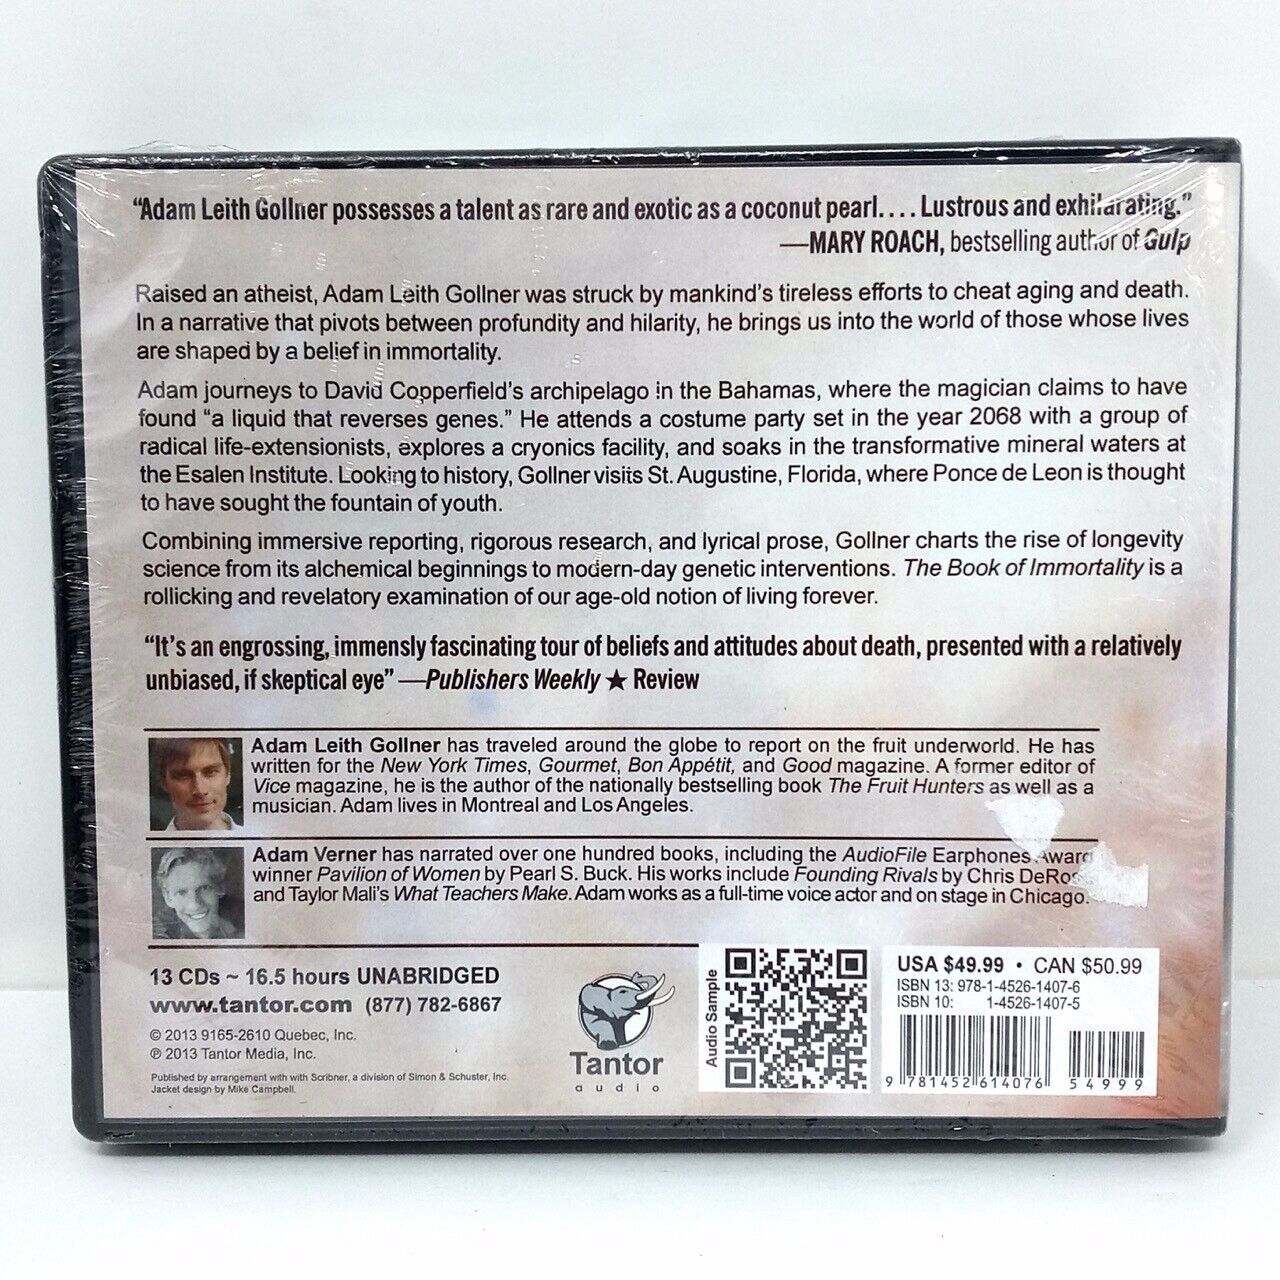 “Adam Leith Gollner possesses a talent as rare and exotic as a coconut pearl.... Lustrous and exhilarating.”
—MARY ROACH, bestselling author of Gulp
Raised an atheist, Adam Leith Gollner was struck by mankind’s tireless efforts to cheat aging and death.
In a narrative that pivots between profundity and hilarity, he brings us into the world of those whose lives
are shaped by a belief in immortality.
Adam journeys to David Copperfield’s archipelago in the Bahamas, where the magician claims to have
found “a liquid that reverses genes.” He attends a costume party set in the year 2068 with a group of
radical life-extensionists, explores a cryonics facility, and soaks in the transformative mineral waters at
the Esalen Institute. Looking to history, Gollner visits St. Augustine, Florida, where Ponce de Leon is thought
to have sought the fountain of youth.
Combining immersive reporting, rigorous research, and lyrical prose, Gollner charts the rise of longevity
science from its alchemical beginnings to modern-day genetic interventions. The Book of Immortality is a
rollicking and revelatory examination of our age-old notion of living forever.
“It’s an engrossing, immensly fascinating tour of beliefs and attitudes about death, presented with a relatively
unbiased, if skeptical eye” —Publishers Weekly ★ Review
Adam Leith Gollner has traveled around the globe to report on the fruit underworld. He has
written for the New York Times, Gourmet, Bon Appétit, and Good magazine. A former editor of
Vice magazine, he is the author of the nationally bestselling book The Fruit Hunters as well as a
musician. Adam lives in Montreal and Los Angeles.
Adam Verner has narrated over one hundred books, including the AudioFile Earphones Award
winner Pavilion of Women by Pearl S. Buck. His works include Founding Rivals by Chris
and Taylor Mali’s What Teachers Make. Adam works as a full-time voice actor and on stage in Chicago.
13 CDs ~ 16.5 hours UNABRIDGED
www.tantor.com (877) 782-6867
© 2013 9165-2610 Quebec, Inc.
℗ 2013 Tantor Media, Inc.
Published by arrangement with with Scribner, a division of Simon & Schuster, Inc.
Jacket design by Mike Campbell.
Tantor
audio
Audio Sample
USA $49.99 • CAN $50.99
ISBN 13: 978-1-4526-1407-6
ISBN 10: 1-4526-1407-5
9 781452 614076
54999